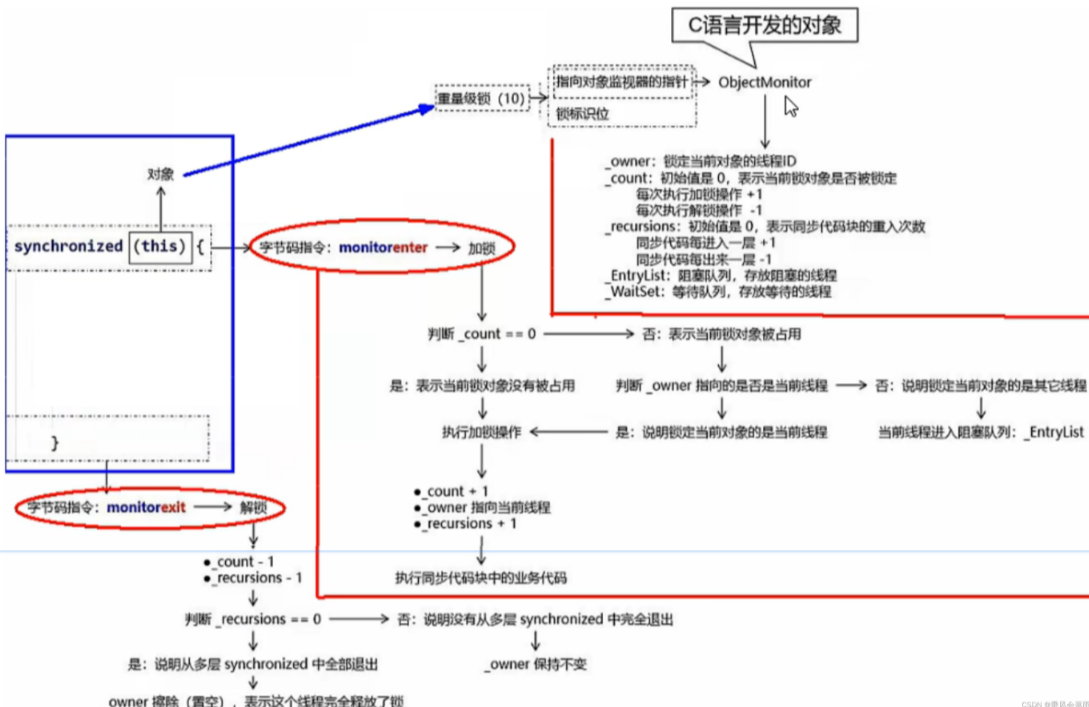 C语言开发的对象
重量级锁（10）
指向对象监视器的指针
ObjectMonitor
锁标识位
_owner：锁定当前对象的线程ID
_count：初始值是 0，表示当前锁对象是否被锁定
每次执行加锁操作 +1
每次执行解锁操作 -1
_recursions：初始值是 0，表示同步代码块的重入次数
同步代码每进入一层 +1
同步代码每出来一层 -1
_EntryList：阻塞队列，存放阻塞的线程
_WaitSet：等待队列，存放等待的线程
对象
synchronized (this) {
}
字节码指令：monitorenter
加锁
判断 _count == 0
否：表示当前锁对象被占用
是：表示当前锁对象没有被占用
判断 _owner 指向的是否是当前线程
否：说明锁定当前对象的是其它线程
执行加锁操作
是：说明锁定当前对象的是当前线程
当前线程进入阻塞队列：_EntryList
●_count + 1
●_owner 指向当前线程
●_recursions + 1
执行同步代码块中的业务代码
字节码指令：monitorexit
解锁
●_count - 1
●_recursions - 1
判断 _recursions == 0
否：说明没有从多层 synchronized 中完全退出
是：说明从多层 synchronized 中全部退出
_owner 保持不变
owner 擦除（置空），表示这个线程完全释放了锁